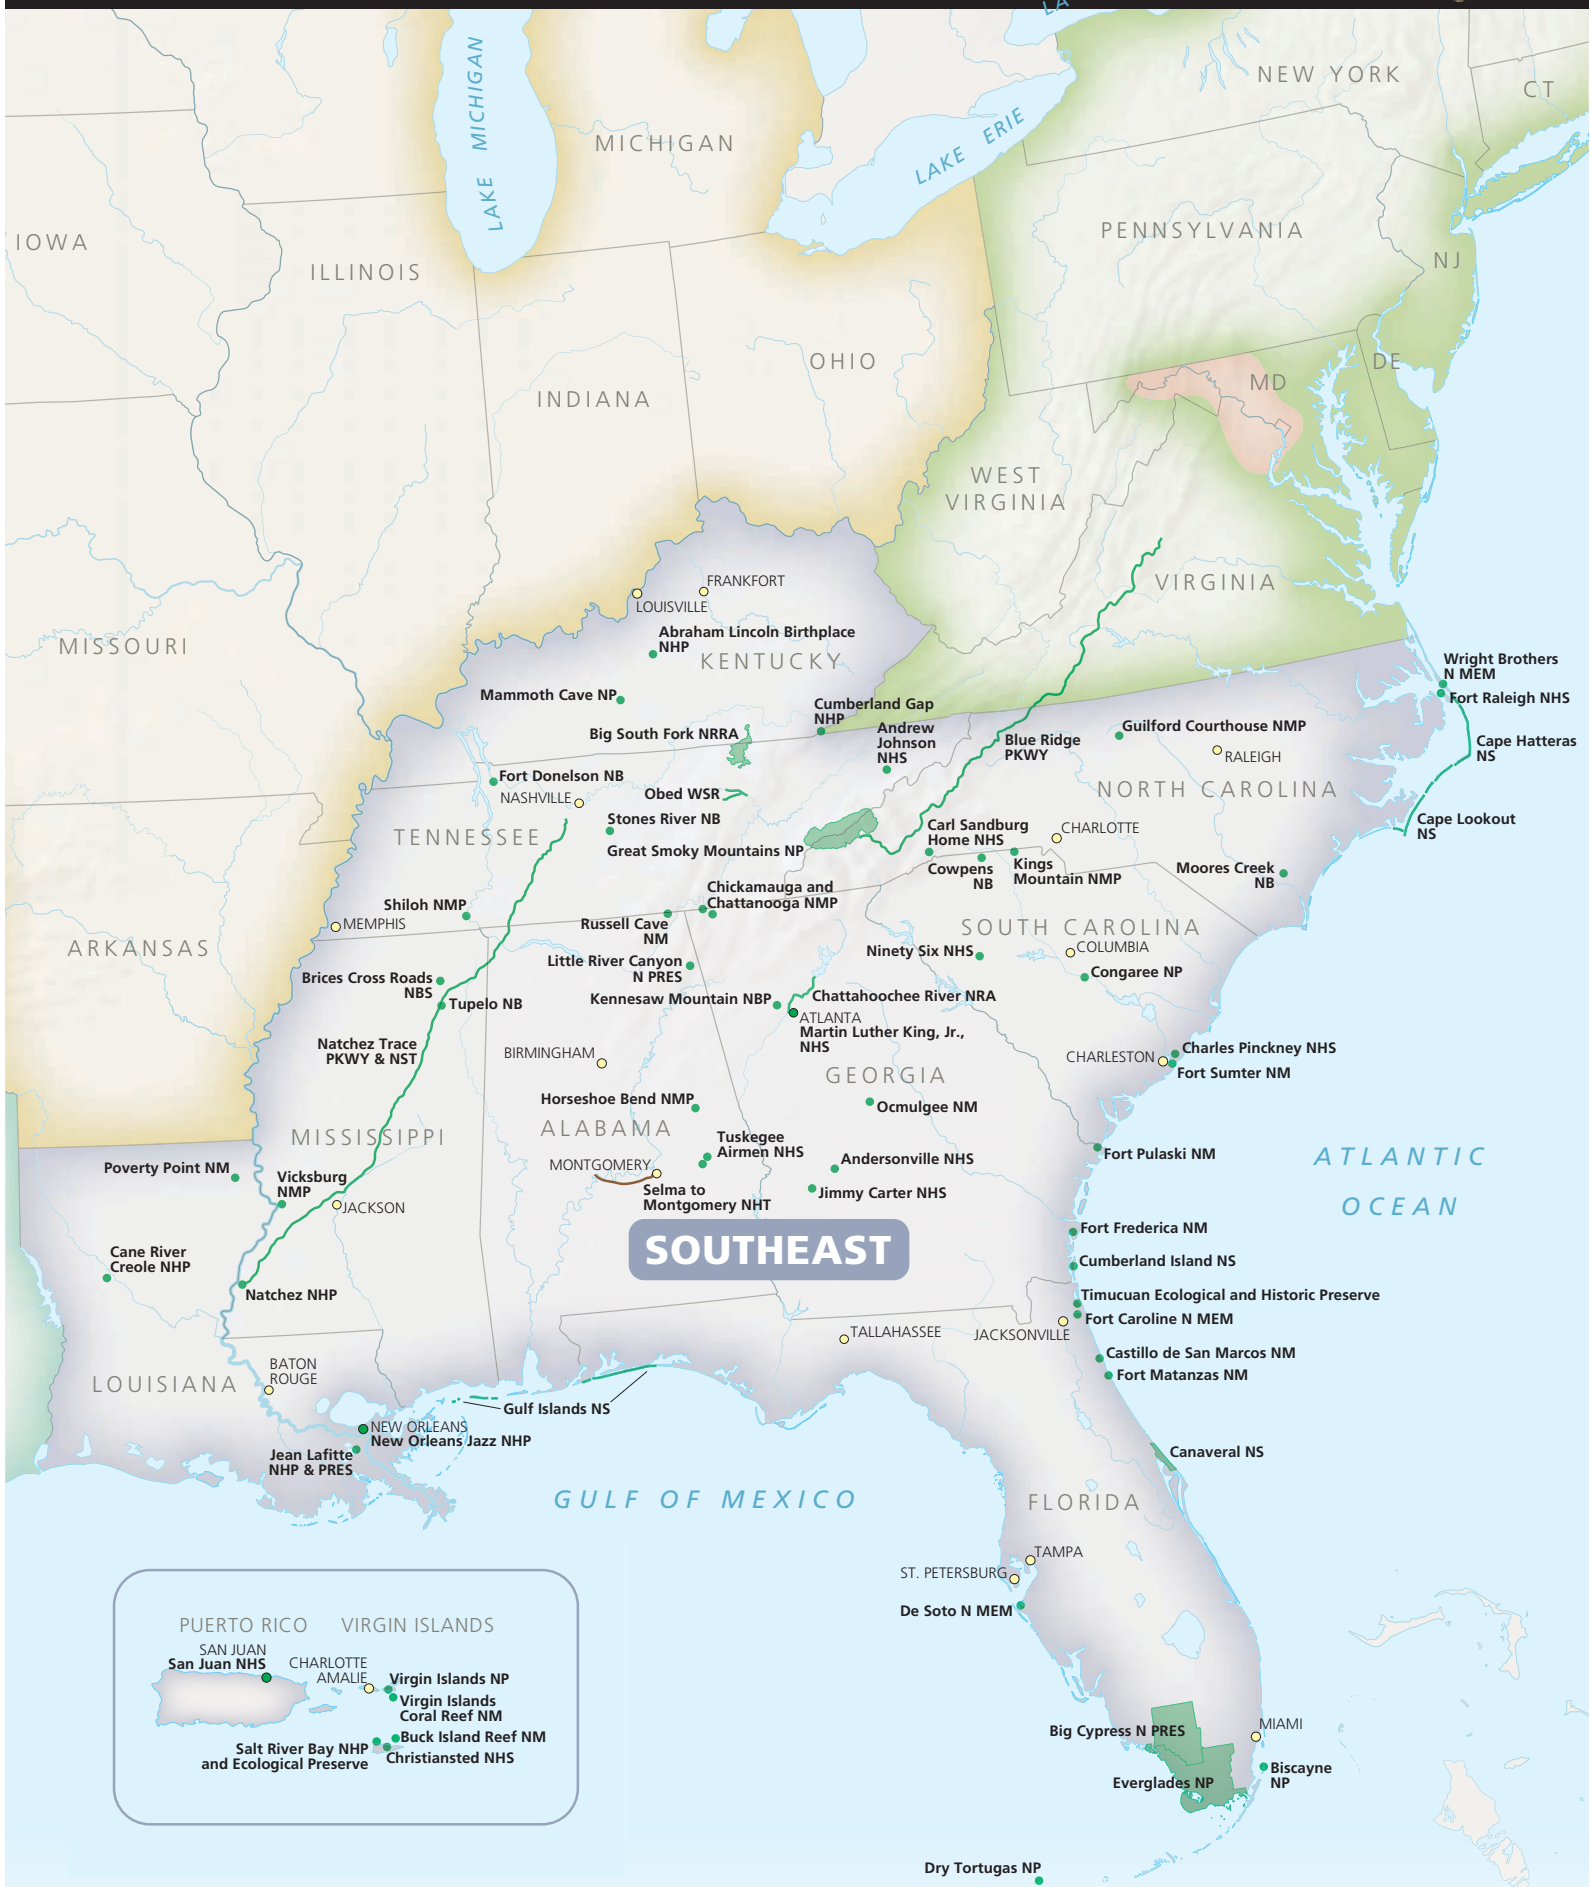 LAKE MICHIGAN
MICHIGAN
LAKE ERIE
NEW YORK
CT
PENNSYLVANIA
NJ
IOWA
ILLINOIS
INDIANA
OHIO
MD
DE
WEST
VIRGINIA
VIRGINIA
MISSOURI
FRANKFORT
LOUISVILLE
Abraham Lincoln Birthplace
NHP
KENTUCKY
Mammoth Cave NP
Cumberland Gap
NHP
Big South Fork NRRA
Andrew
Johnson
NHS
Blue Ridge
PKWY
Guilford Courthouse NMP
RALEIGH
NORTH CAROLINA
Wright Brothers
N MEM
Fort Raleigh NHS
Cape Hatteras
NS
Cape Lookout
NS
Fort Donelson NB
NASHVILLE
Obed WSR
TENNESSEE
Stones River NB
Great Smoky Mountains NP
Carl Sandburg
Home NHS
CHARLOTTE
Cowpens
NB
Kings
Mountain NMP
Moores Creek
NB
Shiloh NMP
MEMPHIS
Chickamauga and
Chattanooga NMP
Russell Cave
NM
SOUTH CAROLINA
COLUMBIA
Ninety Six NHS
Congaree NP
ARKANSAS
Little River Canyon
N PRES
Brices Cross Roads
NBS
Tupelo NB
Kennesaw Mountain NBP
Chattahoochee River NRA
ATLANTA
Martin Luther King, Jr.,
NHS
Natchez Trace
PKWY & NST
BIRMINGHAM
CHARLESTON
Charles Pinckney NHS
Fort Sumter NM
GEORGIA
Horseshoe Bend NMP
Ocmulgee NM
ALABAMA
MISSISSIPPI
Tuskegee
Airmen NHS
MONTGOMERY
Andersonville NHS
Fort Pulaski NM
ATLANTIC
OCEAN
Poverty Point NM
Vicksburg
NMP
JACKSON
Selma to
Montgomery NHT
Jimmy Carter NHS
SOUTHEAST
Fort Frederica NM
Cane River
Creole NHP
Cumberland Island NS
Natchez NHP
Timucuan Ecological and Historic Preserve
Fort Caroline N MEM
TALLAHASSEE
JACKSONVILLE
BATON
ROUGE
LOUISIANA
Castillo de San Marcos NM
Fort Matanzas NM
Gulf Islands NS
NEW ORLEANS
New Orleans Jazz NHP
Jean Lafitte
NHP & PRES
Canaveral NS
GULF OF MEXICO
FLORIDA
TAMPA
ST. PETERSBURG
De Soto N MEM
PUERTO RICO
VIRGIN ISLANDS
SAN JUAN
San Juan NHS
CHARLOTTE
AMALIE
Virgin Islands NP
Virgin Islands
Coral Reef NM
Buck Island Reef NM
Salt River Bay NHP
and Ecological Preserve
Christiansted NHS
Big Cypress N PRES
MIAMI
Everglades NP
Biscayne
NP
Dry Tortugas NP